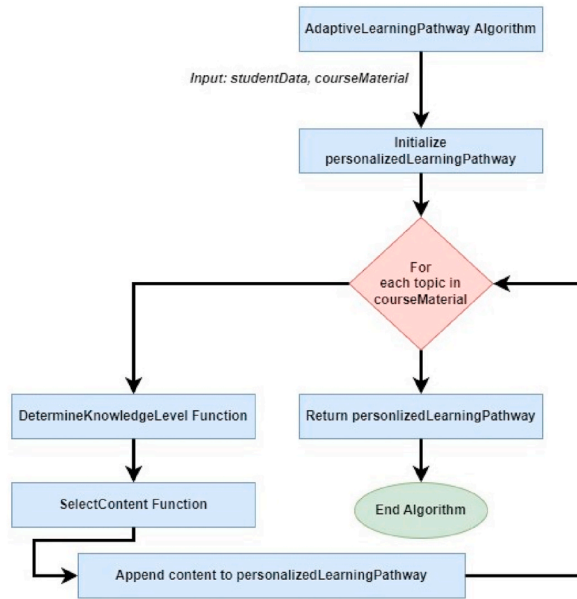 AdaptiveLearningPathway Algorithm
Input: studentData, courseMaterial
Initialize
personalizedLearningPathway
For
each topic in
courseMaterial
DetermineKnowledgeLevel Function
Return personlizedLearningPathway
SelectContent Function
End Algorithm
Append content to personalizedLearningPathway